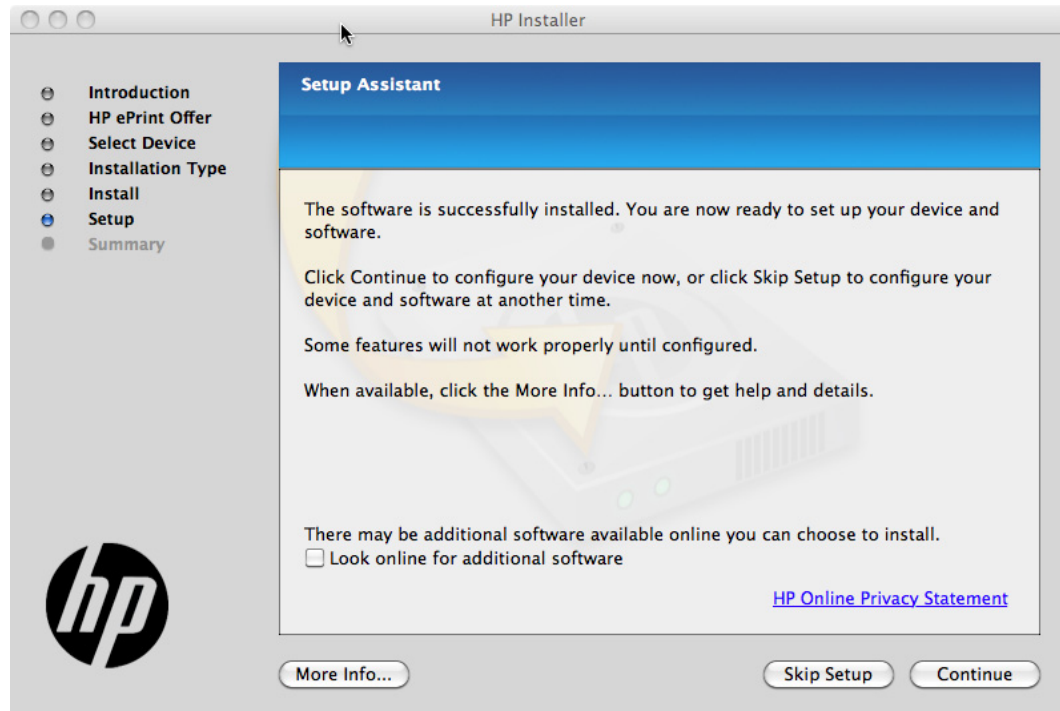 HP Installer
Introduction
HP ePrint Offer
Select Device
Installation Type
Install
Setup
Summary
Setup Assistant
The software is successfully installed. You are now ready to set up your device and
software.
Click Continue to configure your device now, or click Skip Setup to configure your
device and software at another time.
Some features will not work properly until configured.
When available, click the More Info... button to get help and details.
There may be additional software available online you can choose to install.
Look online for additional software
HP Online Privacy Statement
hp
More Info...
Skip Setup
Continue